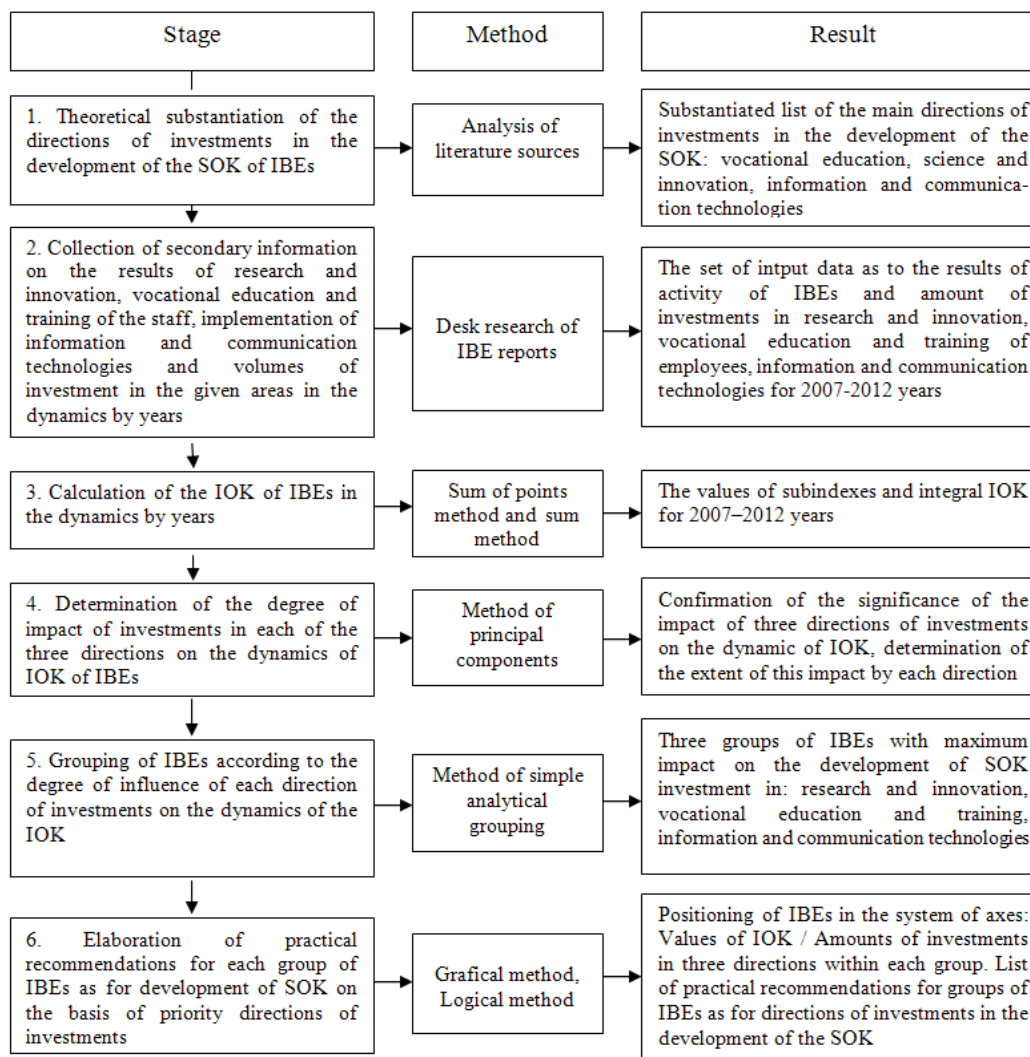 Stage
Method
Result
1. Theoretical substantiation of the
directions of investments in the
development of the SOK of IBEs
Analysis of
literature sources
Substantiated list of the main directions of
investments in the development of the
SOK: vocational education, science and
innovation, information and communica-
tion technologies
2. Collection of secondary information
on the results of research and
innovation, vocational education and
training of the staff, implementation of
information and communication
technologies and volumes of
investment in the given areas in the
dynamics by years
Desk research of
IBE reports
The set of intput data as to the results of
activity of IBEs and amount of
investments in research and innovation,
vocational education and training of
employees, information and communication
technologies for 2007-2012 years
3. Calculation of the IOK of IBEs in
the dynamics by years
Sum of points
method and sum
method
The values of subindexes and integral IOK
for 2007–2012 years
4. Determination of the degree of
impact of investments in each of the
three directions on the dynamics of
IOK of IBEs
Method of
principal
components
Confirmation of the significance of the
impact of three directions of investments
on the dynamic of IOK, determination of
the extent of this impact by each direction
5. Grouping of IBEs according to the
degree of influence of each direction
of investments on the dynamics of the
IOK
Method of simple
analytical
grouping
Three groups of IBEs with maximum
impact on the development of SOK
investment in: research and innovation,
vocational education and training,
information and communication technologies
6. Elaboration of practical
recommendations for each group of
IBEs as for development of SOK on
the basis of priority directions of
investments
Grafical method,
Logical method
Positioning of IBEs in the system of axes:
Values of IOK / Amounts of investments
in three directions within each group. List
of practical recommendations for groups of
IBEs as for directions of investments in the
development of the SOK